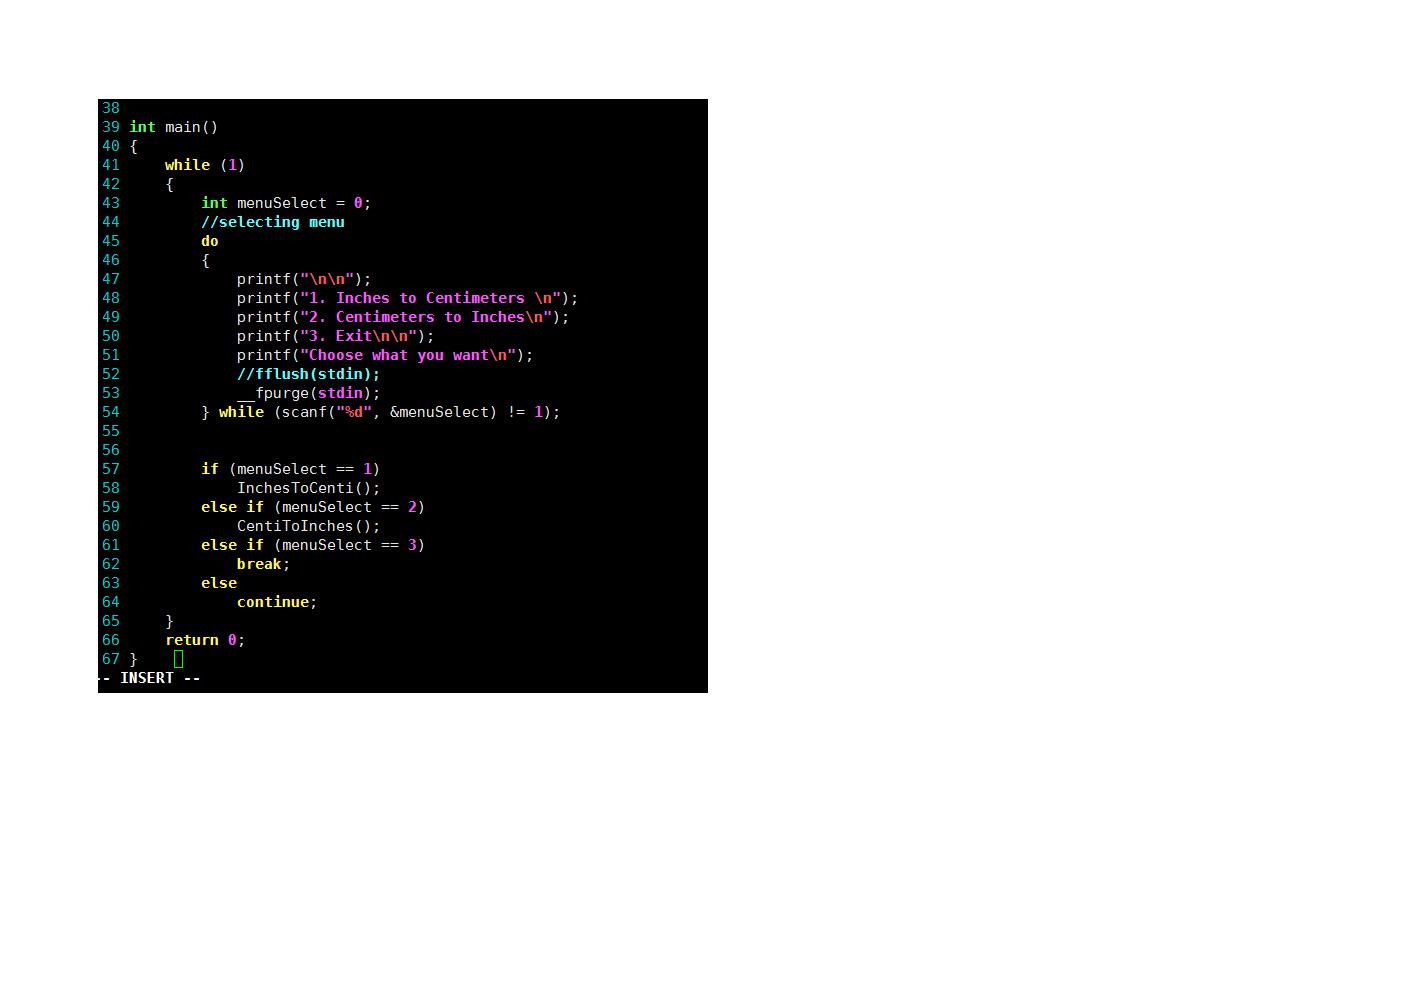 38
39 int main()
40 {
41     while (1)
42     {
43         int menuSelect = 0;
44         //selecting menu
45         do
46         {
47             printf("\n\n");
48             printf("1. Inches to Centimeters \n");
49             printf("2. Centimeters to Inches\n");
50             printf("3. Exit\n\n");
51             printf("Choose what you want\n");
52             //fflush(stdin);
53             __fpurge(stdin);
54         } while (scanf("%d", &menuSelect) != 1);
55
56
57         if (menuSelect == 1)
58             InchesToCenti();
59         else if (menuSelect == 2)
60             CentiToInches();
61         else if (menuSelect == 3)
62             break;
63         else
64             continue;
65     }
66     return 0;
67 }
-- INSERT --